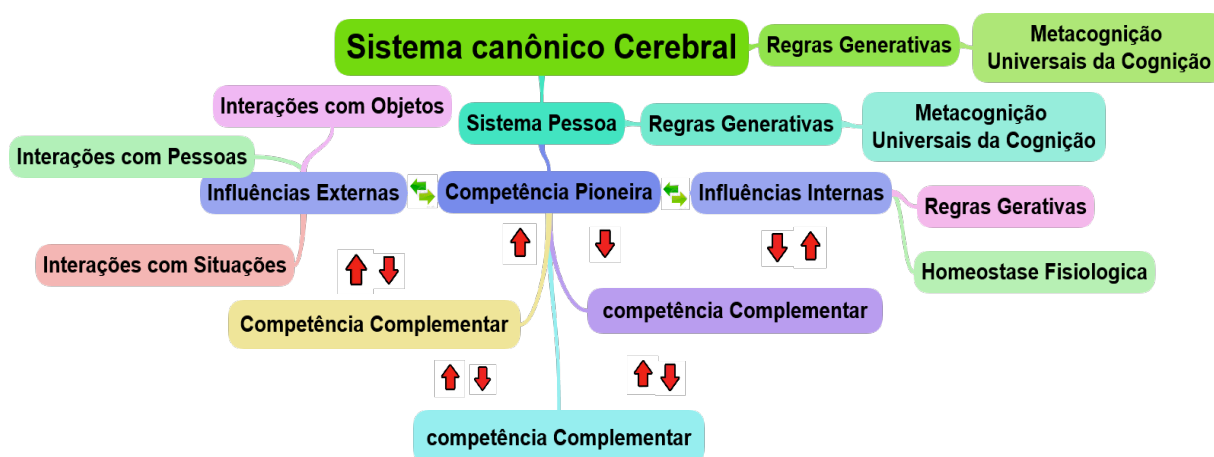 Sistema canônico Cerebral
Regras Generativas
Metacognição
Universais da Cognição
Interações com Objetos
Sistema Pessoa
Regras Generativas
Metacognição
Universais da Cognição
Interações com Pessoas
Influências Externas
Competência Pioneira
Influências Internas
Regras Gerativas
Interações com Situações
Homeostase Fisiologica
Competência Complementar
competência Complementar
competência Complementar